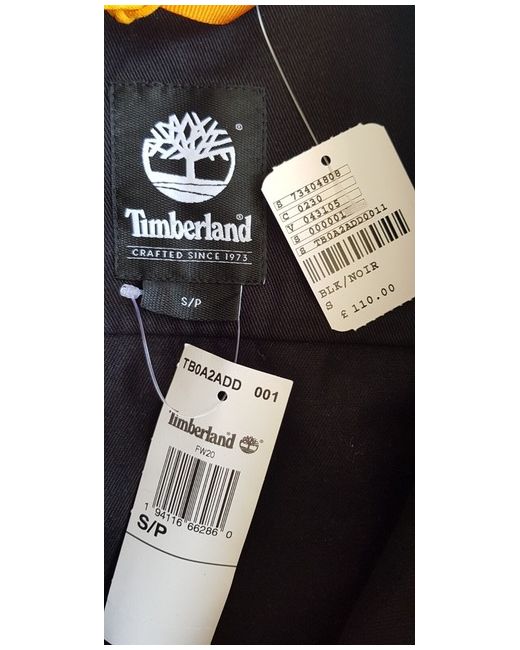 Timberland®
CRAFTED SINCE 1973
S/P
S 73404808
C 0230
V 043105
S 000001
S TB0A2ADD0011
BLK/NOIR
S
£ 110.00
TB0A2ADD 001
Timberland
FW20
1 94116 66286 0
S/P